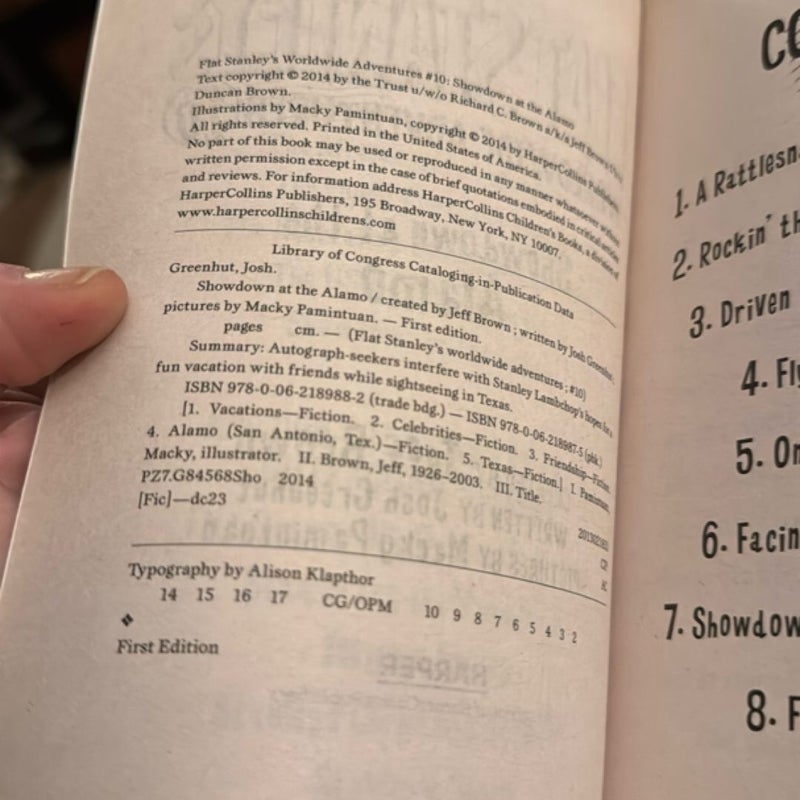 Flat Stanley's Worldwide Adventures #10: Showdown at the Alamo
Text copyright © 2014 by the Trust u/w/o Richard C. Brown a/k/a Jeff Brown f/b/o
Duncan Brown.
Illustrations by Macky Pamintuan, copyright © 2014 by HarperCollins Publishers.
All rights reserved. Printed in the United States of America.
No part of this book may be used or reproduced in any manner whatsoever without
written permission except in the case of brief quotations embodied in critical articles
and reviews. For information address HarperCollins Children's Books, a division of
HarperCollins Publishers, 195 Broadway, New York, NY 10007.
www.harpercollinschildrens.com
Library of Congress Cataloging-in-Publication Data
Greenhut, Josh.
Showdown at the Alamo / created by Jeff Brown ; written by Josh Greenhut ;
pictures by Macky Pamintuan. — First edition.
pages cm. — (Flat Stanley's worldwide adventures ; #10)
Summary: Autograph-seekers interfere with Stanley Lambchop's hopes for a
fun vacation with friends while sightseeing in Texas.
ISBN 978-0-06-218988-2 (trade bdg.) — ISBN 978-0-06-218987-5 (pbk.)
[1. Vacations—Fiction. 2. Celebrities—Fiction. 3. Friendship—Fiction.
4. Alamo (San Antonio, Tex.)—Fiction. 5. Texas—Fiction.] I. Pamintuan,
Macky, illustrator. II. Brown, Jeff, 1926–2003. III. Title.
PZ7.G84568Sho 2014
[Fic]—dc23
Typography by Alison Klapthor
14 15 16 17 CG/OPM 10 9 8 7 6 5 4 3 2
First Edition
CO
1. A Rattlesn
2. Rockin' th
3. Driven
4. Fl
5. On
6. Facin
7. Showdow
8.